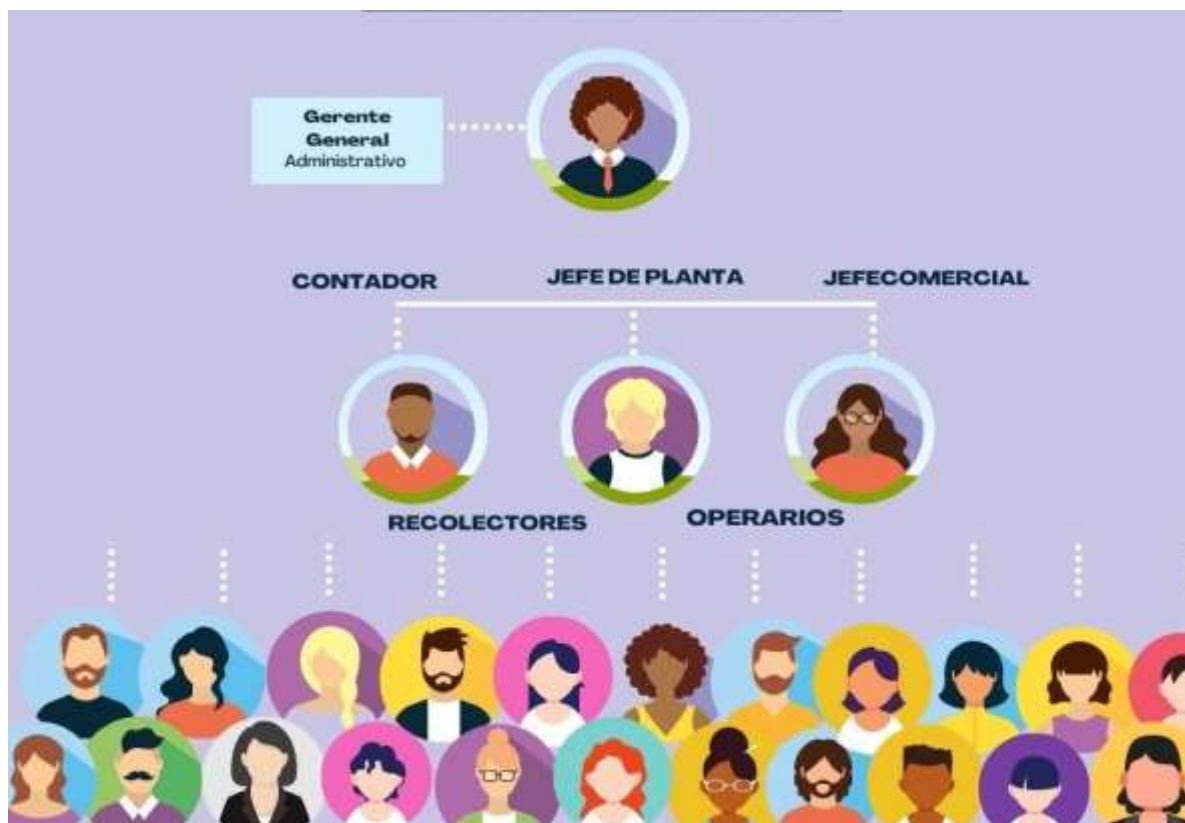 Gerente
General
Administrativo
CONTADOR
JEFE DE PLANTA
JEFECOMERCIAL
RECOLECTORES
OPERARIOS